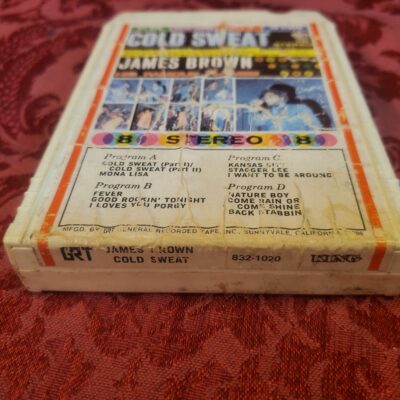 COLD SWEAT
JAMES BROWN
8 STEREO 8
Program A
COLD SWEAT (Part I)/
COLD SWEAT (Part II)
MONA LISA
Program B
FEVER
GOOD ROCKIN' TONIGHT
I LOVES YOU PORGY
Program C
KANSAS CITY
STAGGER LEE
I WANT TO BE AROUND
Program D
NATURE BOY
COME RAIN OR
COME SHINE
BACK STABBIN
MFG. BY GRT GENERAL RECORDED TAPE, INC. SUNNYVALE, CALIFORNIA
GRT JAMES BROWN 832-1020 KING
COLD SWEAT